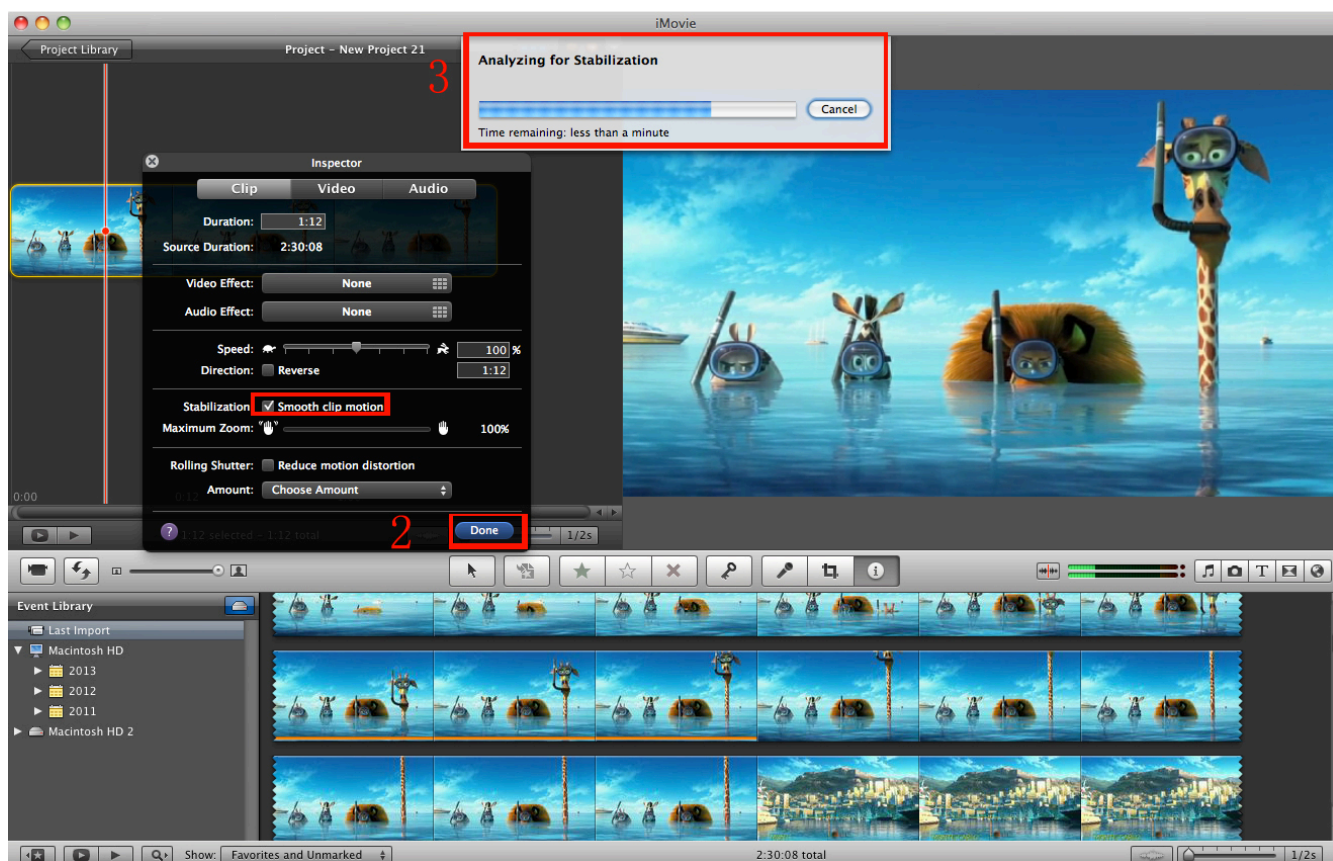 iMovie
Project Library
Project - New Project 21
3
Analyzing for Stabilization
Cancel
Time remaining: less than a minute
Inspector
Clip Video Audio
Duration: 1:12
Source Duration: 2:30:08
Video Effect: None
Audio Effect: None
Speed: 100 %
Direction: Reverse 1:12
Stabilization: Smooth clip motion
Maximum Zoom: 100%
Rolling Shutter: Reduce motion distortion
Amount: Choose Amount
0:00 0:12
? 1:12 selected - 1:12 total 2 Done 1/2s
Event Library
Last Import
Macintosh HD
2013
2012
2011
Macintosh HD 2
Show: Favorites and Unmarked 2:30:08 total 1/2s